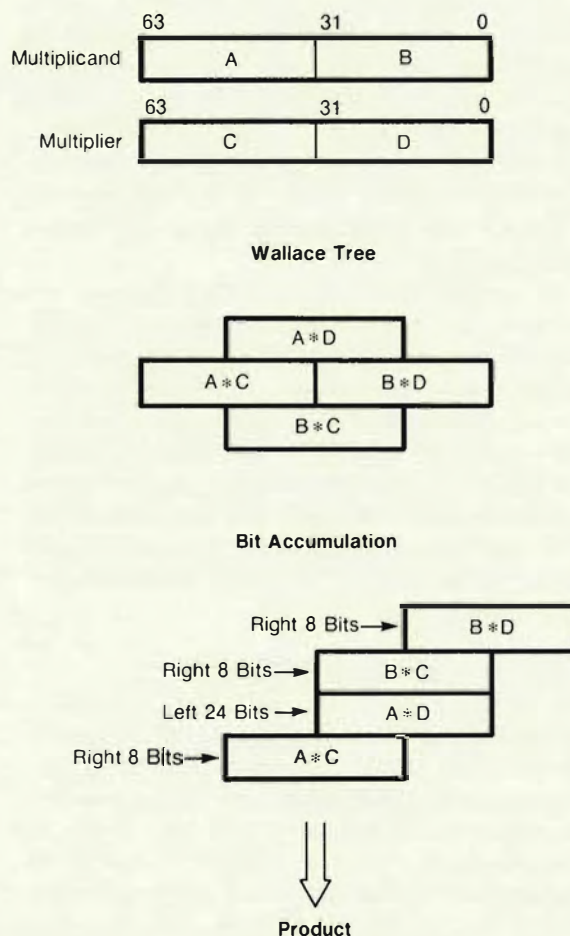 63 31 0
Multiplicand A B
63 31 0
Multiplier C D
Wallace Tree
A * D
A * C B * D
B * C
Bit Accumulation
Right 8 Bits B * D
Right 8 Bits B * C
Left 24 Bits A * D
Right 8 Bits A * C
Product